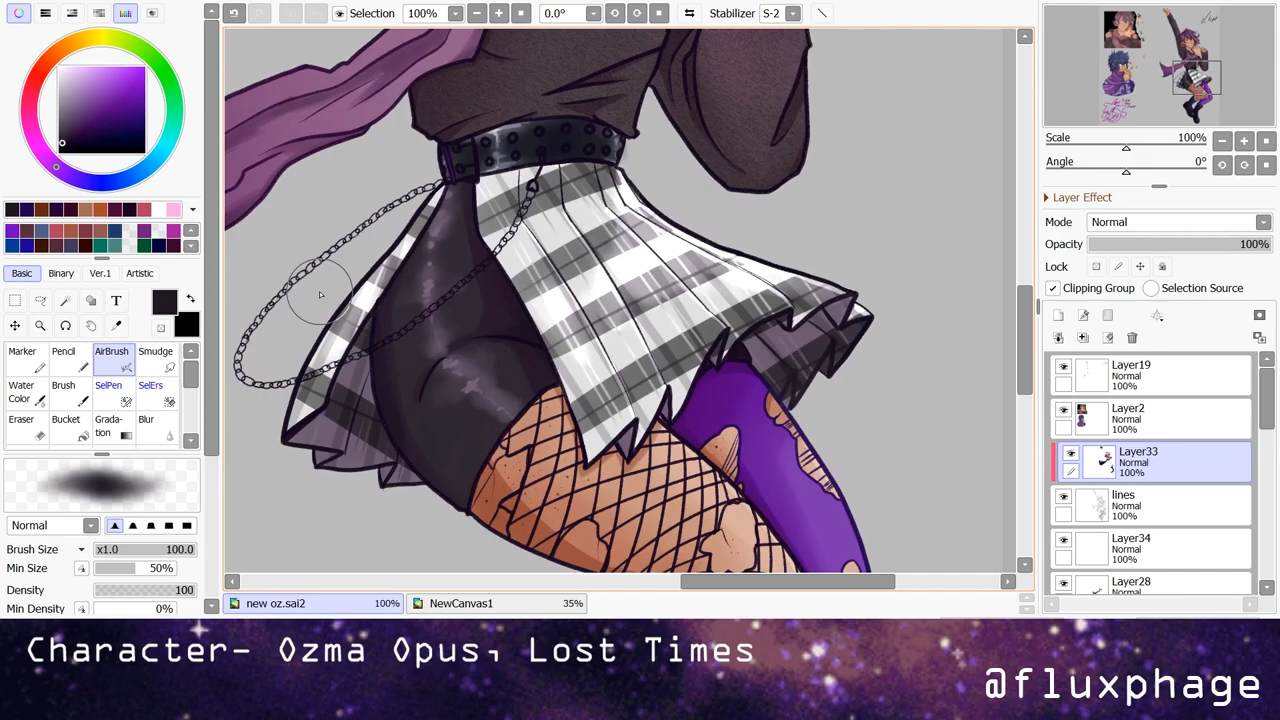 Selection 100% 0.0° Stabilizer S-2
Scale 100%
Angle 0°
Layer Effect
Mode Normal
Opacity 100%
Lock
Clipping Group Selection Source
Basic Binary Ver.1 Artistic
T
Marker Pencil AirBrush Smudge
Water Color Brush SelPen SelErs
Eraser Bucket Grada-tion Blur
Normal
Brush Size x1.0 100.0
Min Size 50%
Density 100
Min Density 0%
Layer19
Normal
100%
Layer2
Normal
100%
Layer33
Normal
100%
lines
Normal
100%
Layer34
Normal
100%
Layer28
Normal
new oz.sai2 100% NewCanvas1 35%
Character- Ozma Opus, Lost Times
@fluxphage